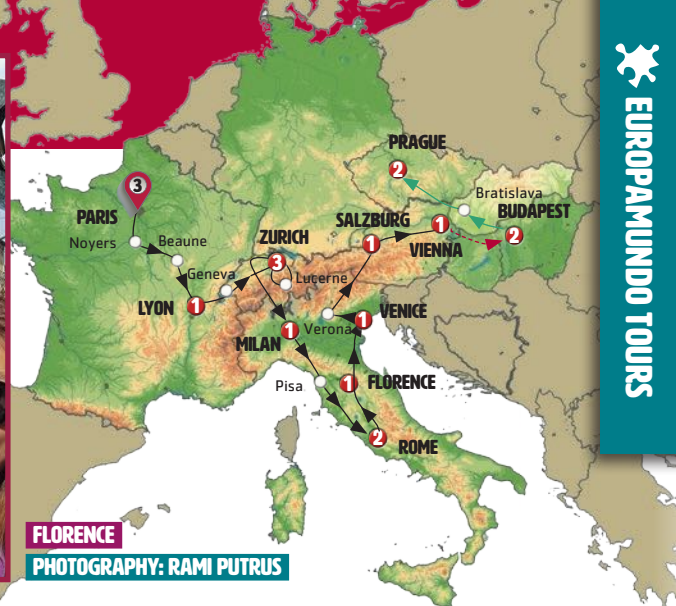 PRAGUE
2
Bratislava
3
PARIS
SALZBURG
1
BUDAPEST
Noyers
Beaune
ZURICH
1
VIENNA
2
Geneva
3
Lucerne
LYON
1
VENICE
1
Verona
MILAN
1
Pisa
1
FLORENCE
2
ROME
FLORENCE
PHOTOGRAPHY: RAMI PUTRUS
EUROPAMUNDO TOURS